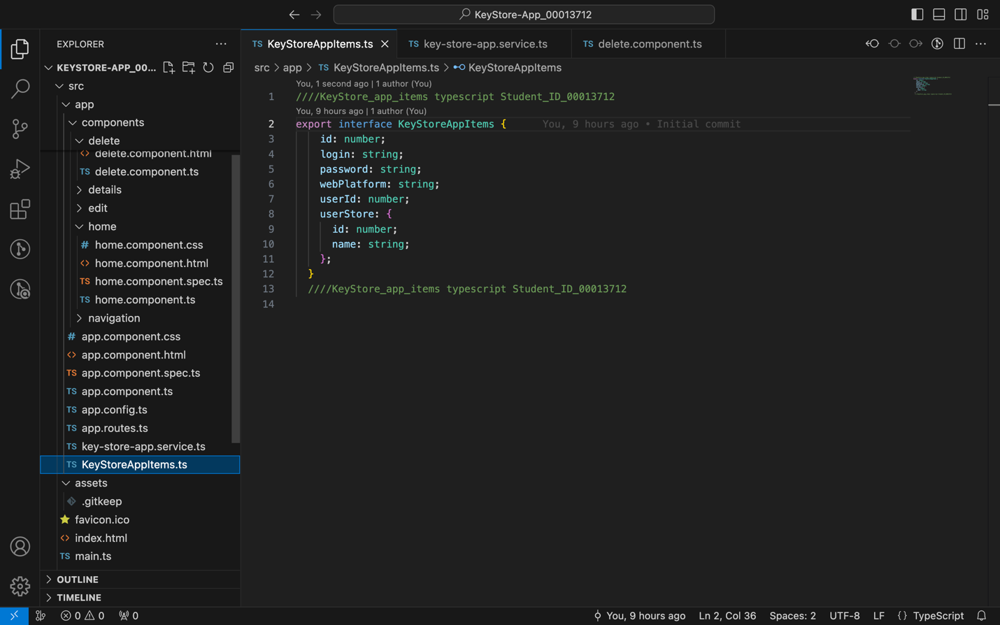 KeyStore-App_00013712
EXPLORER
KEYSTORE-APP_00...
src
app
components
delete
delete.component.html
TS delete.component.ts
details
edit
home
# home.component.css
<> home.component.html
TS home.component.spec.ts
TS home.component.ts
navigation
# app.component.css
<> app.component.html
TS app.component.spec.ts
TS app.component.ts
TS app.config.ts
TS app.routes.ts
TS key-store-app.service.ts
TS KeyStoreAppItems.ts
assets
.gitkeep
favicon.ico
<> index.html
TS main.ts
OUTLINE
TIMELINE
TS KeyStoreAppItems.ts
TS key-store-app.service.ts
TS delete.component.ts
src > app > TS KeyStoreAppItems.ts > KeyStoreAppItems
You, 1 second ago | 1 author (You)
1 ////KeyStore_app_items typescript Student_ID_00013712
You, 9 hours ago | 1 author (You)
2 export interface KeyStoreAppItems { You, 9 hours ago • Initial commit
3 id: number;
4 login: string;
5 password: string;
6 webPlatform: string;
7 userId: number;
8 userStore: {
9 id: number;
10 name: string;
11 };
12 }
13 ////KeyStore_app_items typescript Student_ID_00013712
14
0 0 0 You, 9 hours ago Ln 2, Col 36 Spaces: 2 UTF-8 LF {} TypeScript